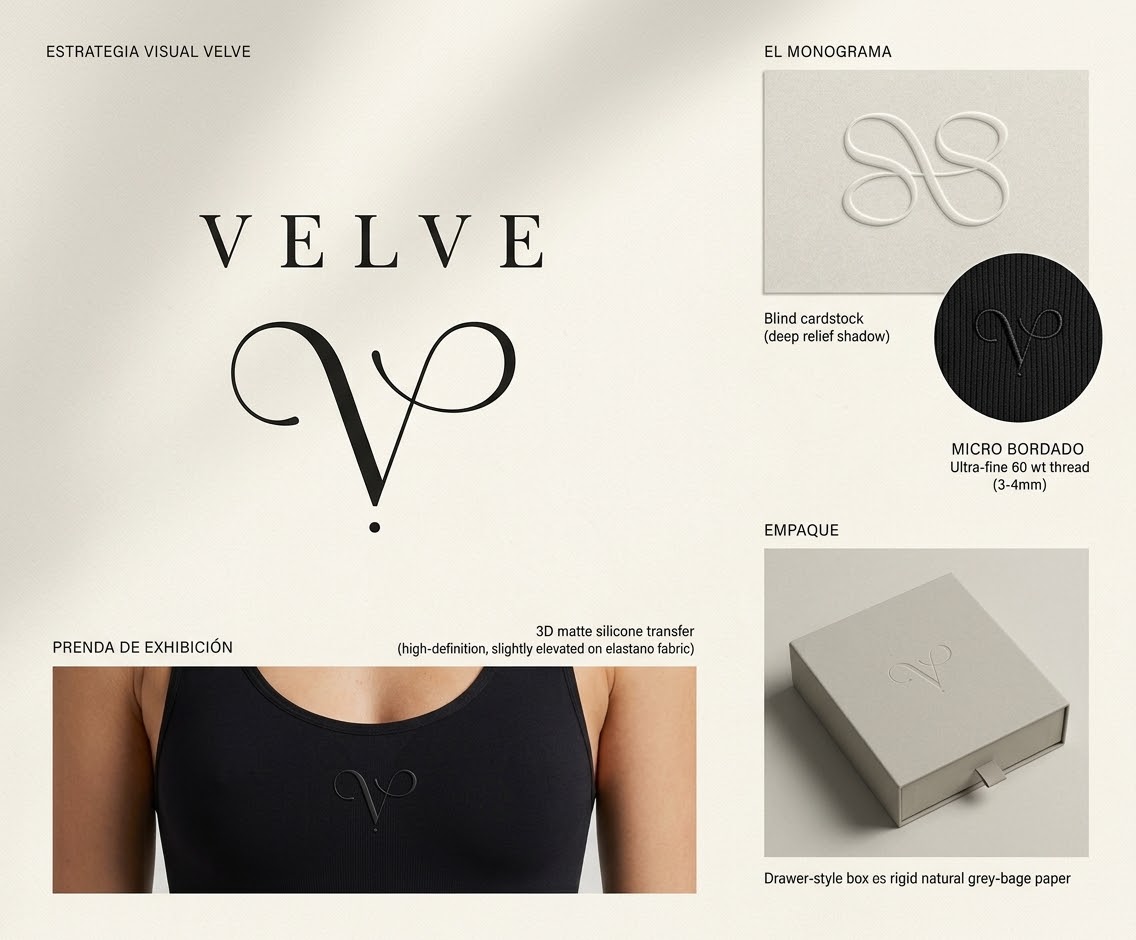 ESTRATEGIA VISUAL VELVE
VELVE
V
PRENDA DE EXHIBICIÓN
3D matte silicone transfer
(high-definition, slightly elevated on elastano fabric)
V
EL MONOGRAMA
Blind cardstock
(deep relief shadow)
V
MICRO BORDADO
Ultra-fine 60 wt thread
(3-4mm)
EMPAQUE
V
Drawer-style box es rigid natural grey-bage paper